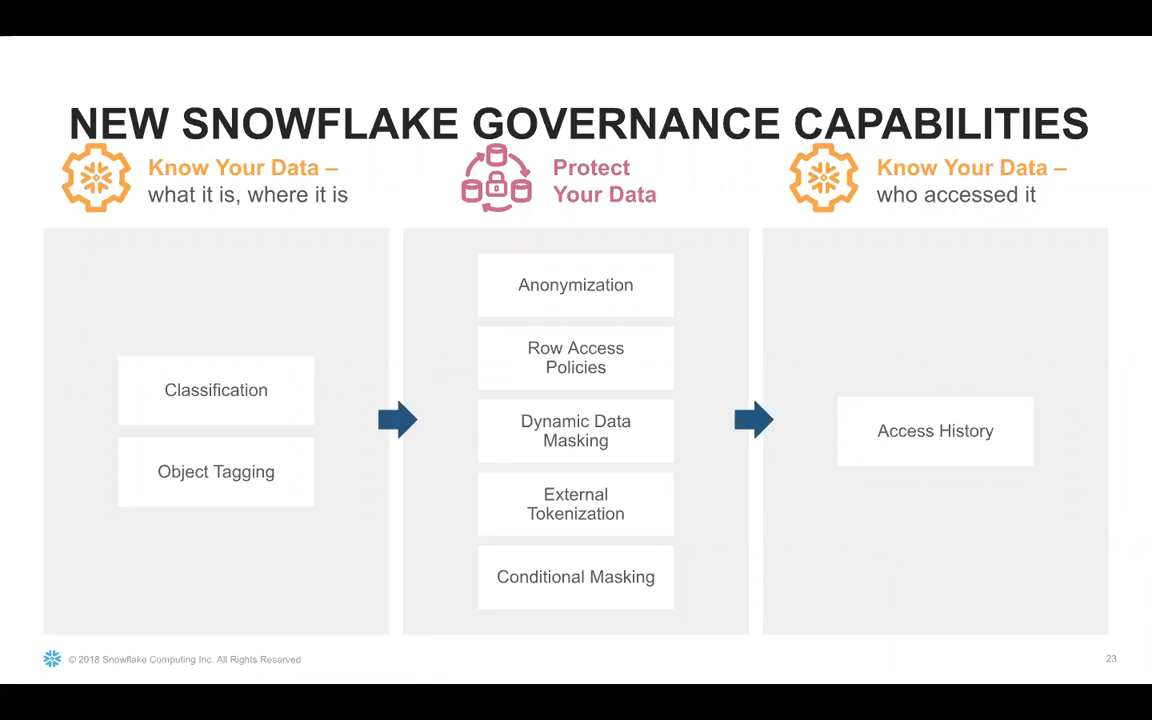 NEW SNOWFLAKE GOVERNANCE CAPABILITIES
Know Your Data –
what it is, where it is
Protect
Your Data
Know Your Data –
who accessed it
Classification
Object Tagging
Anonymization
Row Access
Policies
Dynamic Data
Masking
External
Tokenization
Conditional Masking
Access History
© 2018 Snowflake Computing Inc. All Rights Reserved
23